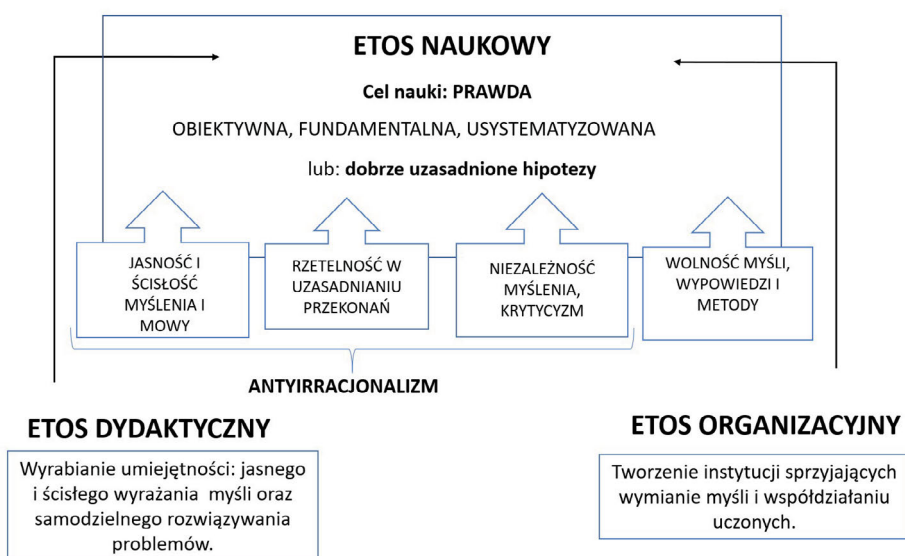 ETOS NAUKOWY
Cel nauki: PRAWDA
OBIEKTYWNA, FUNDAMENTALNA, USYSTEMATYZOWANA
lub: dobrze uzasadnione hipotezy
JASNOŚĆ I
ŚCISŁOŚĆ
MYŚLENIA I
MOWY
RZETELNOŚĆ W
UZASADNIANIU
PRZEKONAŃ
NIEZALEŻNOŚĆ
MYŚLENIA,
KRYTYCYZM
WOLNOŚĆ MYŚLI,
WYPOWIEDZI I
METODY
ANTYIRRACJONALIZM
ETOS DYDAKTYCZNY
Wyrabianie umiejętności: jasnego
i ścisłego wyrażania myśli oraz
samodzielnego rozwiązywania
problemów.
ETOS ORGANIZACYJNY
Tworzenie instytucji sprzyjających
wymianie myśli i współdziałaniu
uczonych.